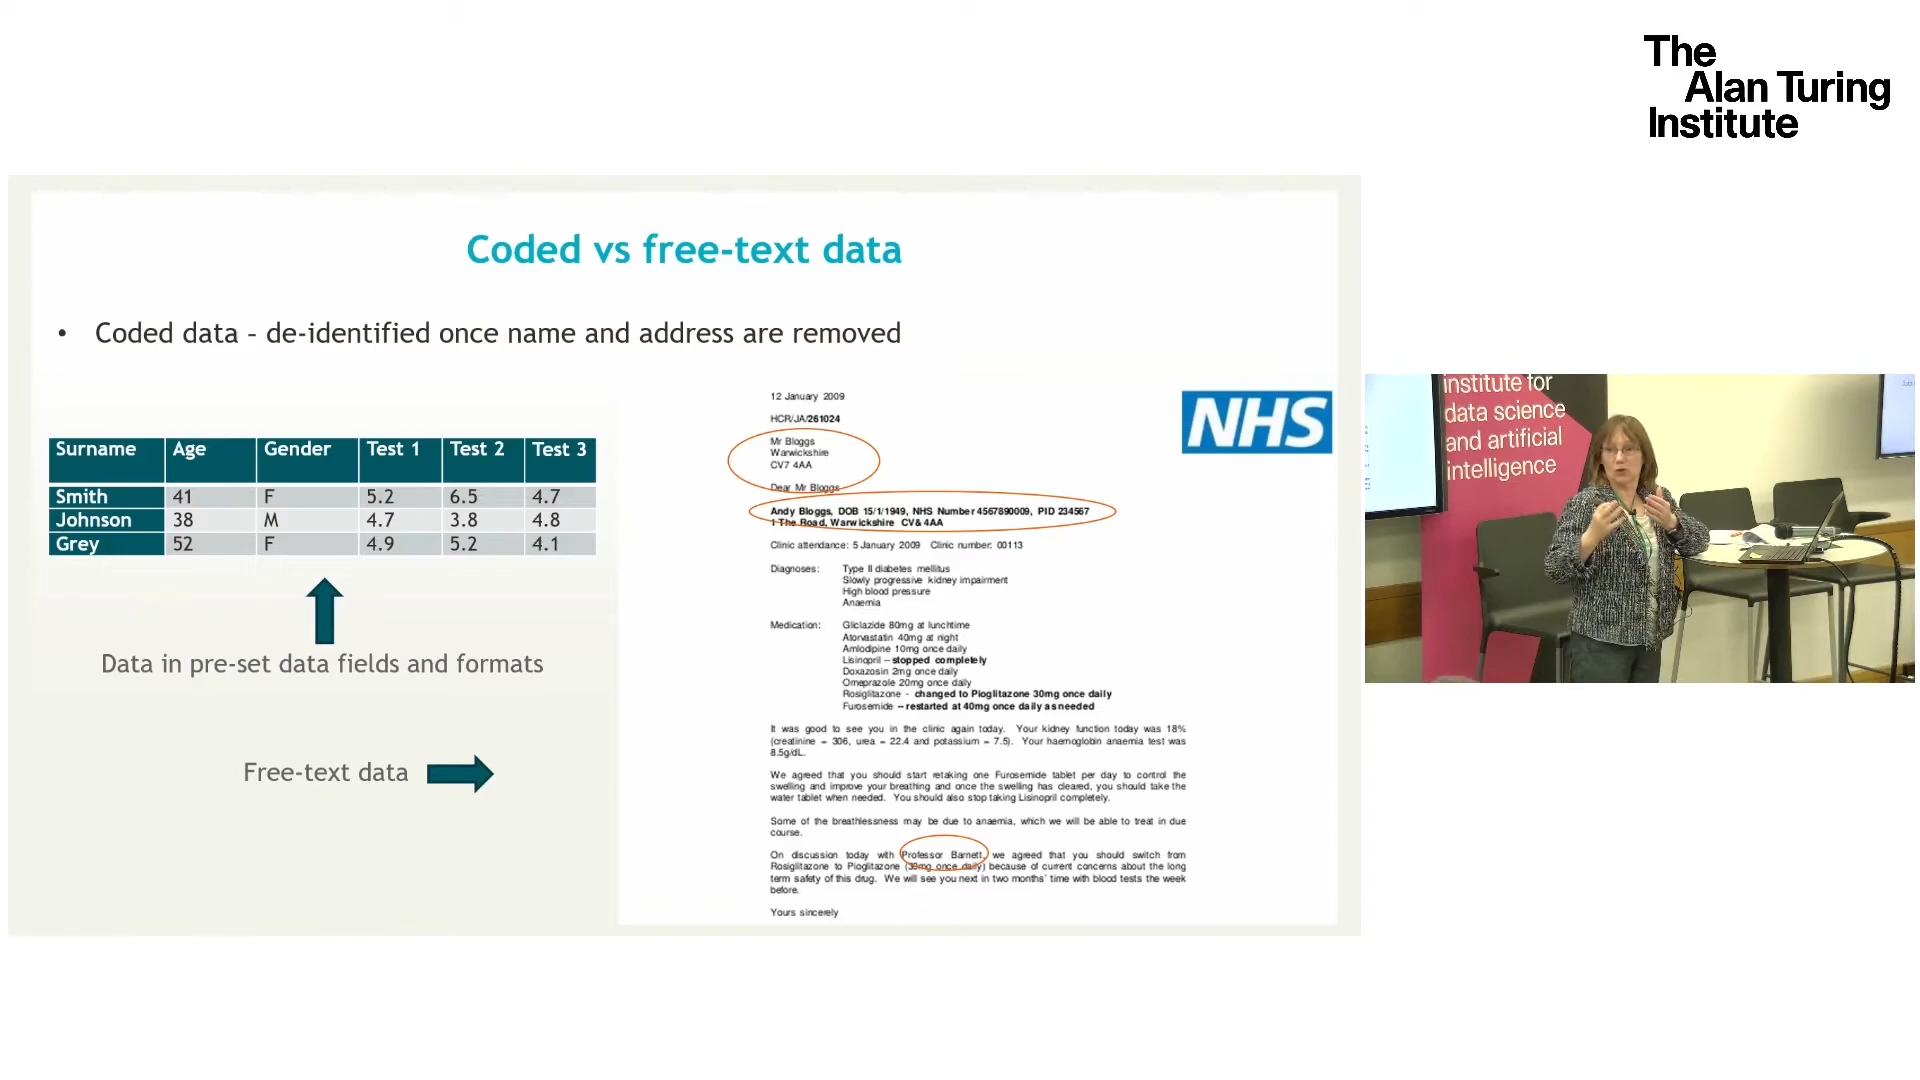 The
Alan Turing
Institute
Coded vs free-text data
• Coded data – de-identified once name and address are removed
Surname Age Gender Test 1 Test 2 Test 3
Smith 41 F 5.2 6.5 4.7
Johnson 38 M 4.7 3.8 4.8
Grey 52 F 4.9 5.2 4.1
Data in pre-set data fields and formats
Free-text data
NHS
12 January 2009
HCR/JA/261024
Mr Bloggs
Warwickshire
CV7 4AA
Dear Mr Bloggs
Andy Bloggs, DOB 15/1/1949, NHS Number 4567890009, PID 234567
1 The Road, Warwickshire CV& 4AA
Clinic attendance: 5 January 2009 Clinic number: 00113
Diagnoses: Type II diabetes mellitus
Slowly progressive kidney impairment
High blood pressure
Anaemia
Medication: Gliclazide 80mg at lunchtime
Atorvastatin 40mg at night
Amlodipine 10mg once daily
Lisinopril – stopped completely
Doxazosin 2mg once daily
Omeprazole 20mg once daily
Rosiglitazone - changed to Pioglitazone 30mg once daily
Furosemide – restarted at 40mg once daily as needed
It was good to see you in the clinic again today. Your kidney function today was 18%
(creatinine – 306, urea – 22.4 and potassium – 7.5). Your haemoglobin anaemia test was
8.5g/dL.
We agreed that you should start retaking one Furosemide tablet per day to control the
swelling and improve your breathing and once the swelling has cleared, you should take the
water tablet when needed. You should also stop taking Lisinopril completely.
Some of the breathlessness may be due to anaemia, which we will be able to treat in due
course.
On discussion today with Professor Barnett, we agreed that you should switch from
Rosiglitazone to Pioglitazone (30mg once daily) because of current concerns about the long
term safety of this drug. We will see you next in two months' time with blood tests the week
before.
Yours sincerely
institute for
data science
and artificial
intelligence